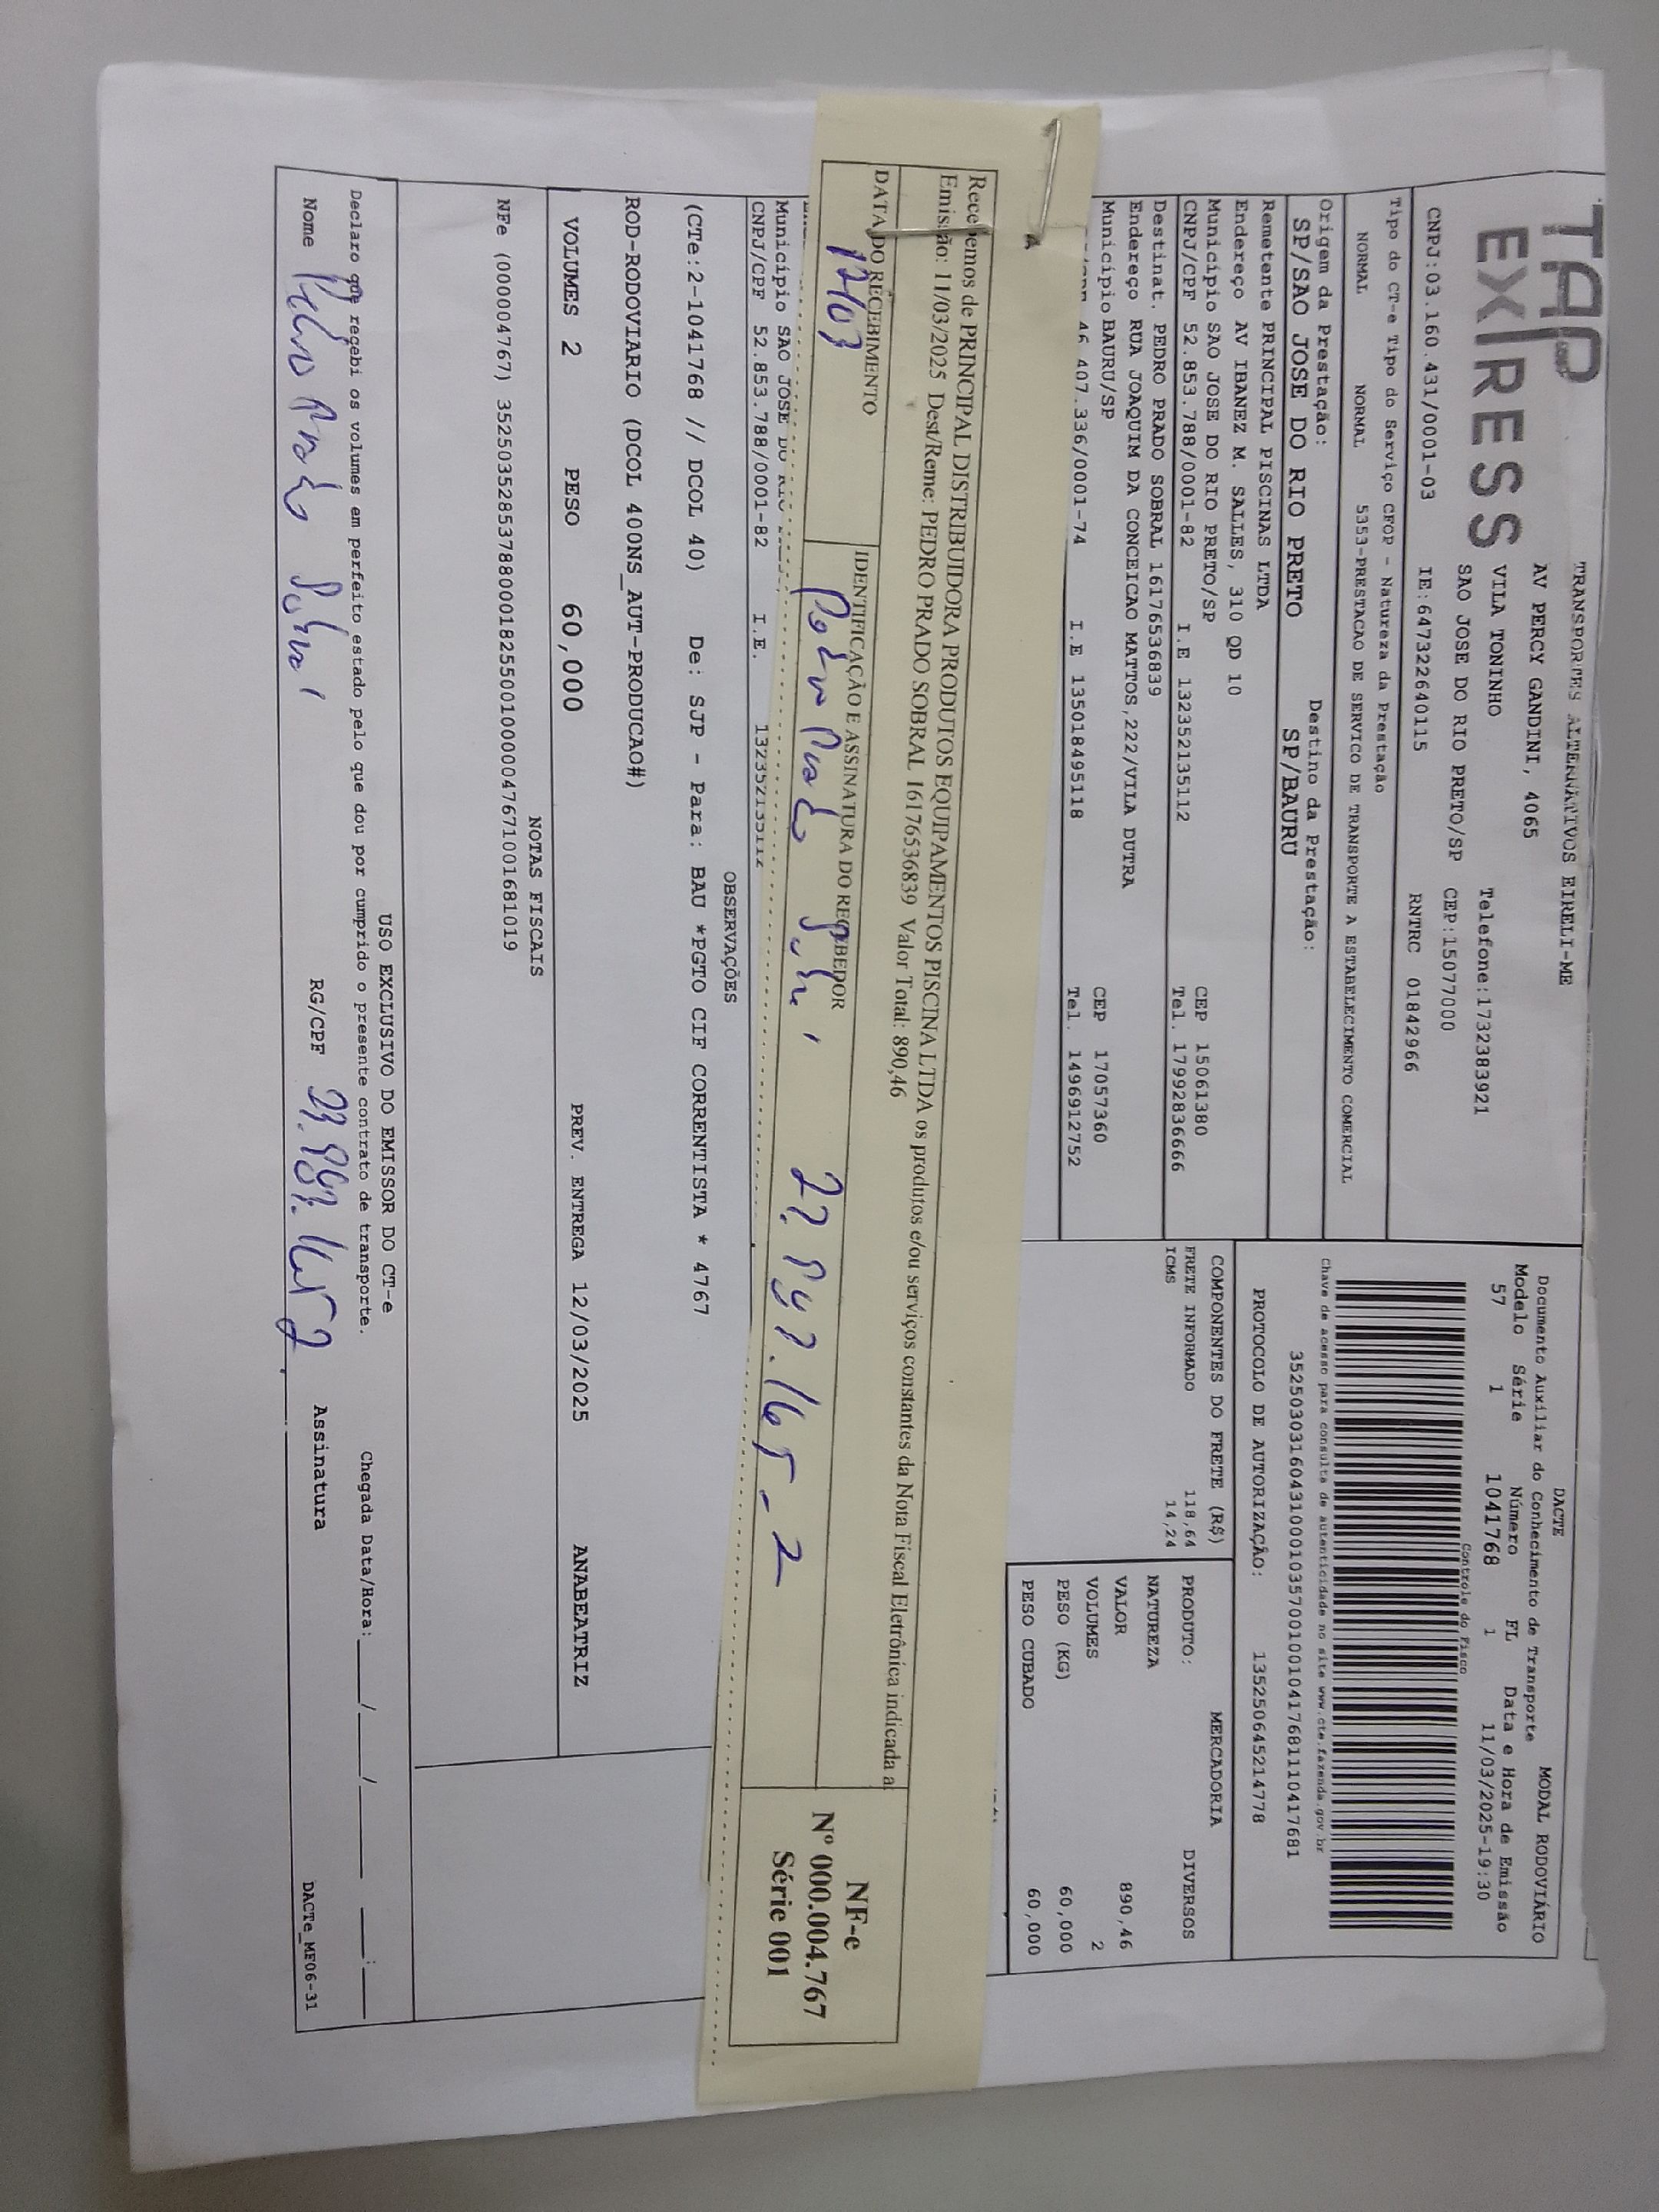 TAP
EXPRESS
TRANSPORTES ALTERNATIVOS EIRELI-ME
AV PERCY GANDINI, 4065
VILA TONINHO Telefone:1732383921
SAO JOSE DO RIO PRETO/SP CEP:15077000
CNPJ:03.160.431/0001-03 IE:647322640115 RNTRC 01842966
Tipo do CT-e Tipo do Serviço CFOP - Natureza da Prestação
NORMAL NORMAL 5353-PRESTACAO DE SERVICO DE TRANSPORTE A ESTABELECIMENTO COMERCIAL
Origem da Prestação: Destino da Prestação:
SP/SAO JOSE DO RIO PRETO SP/BAURU
Remetente PRINCIPAL PISCINAS LTDA
Endereço AV IBANEZ M. SALLES, 310 QD 10
Município SAO JOSE DO RIO PRETO/SP CEP 15061380
CNPJ/CPF 52.853.788/0001-82 I.E 132352135112 Tel. 17992836666
Destinat. PEDRO PRADO SOBRAL 16176536839
Endereço RUA JOAQUIM DA CONCEICAO MATTOS,222/VILA DUTRA
Município BAURU/SP CEP 17057360
46.407.336/0001-74 I.E 135018495118 Tel. 1496912752
DACTE MODAL RODOVIÁRIO
Documento Auxiliar do Conhecimento de Transporte
Modelo Série Número FL Data e Hora de Emissão
57 1 1041768 1 11/03/2025-19:30
Controle do Fisco
Chave de acesso para consulta de autenticidade no site www.cte.fazenda.gov.br
35250303160431000103570010010417681110417681
PROTOCOLO DE AUTORIZAÇÃO: 135250645214778
COMPONENTES DO FRETE (R$)
FRETE INFORMADO 118,64
ICMS 14,24
MERCADORIA
PRODUTO: DIVERSOS
NATUREZA
VALOR 890,46
VOLUMES 2
PESO (KG) 60,000
PESO CUBADO 60,000
Recebemos de PRINCIPAL DISTRIBUIDORA PRODUTOS EQUIPAMENTOS PISCINA LTDA os produtos e/ou serviços constantes da Nota Fiscal Eletrônica indicada a
Emissão: 11/03/2025 Dest/Reme: PEDRO PRADO SOBRAL 16176536839 Valor Total: 890,46
DATA DO RECEBIMENTO IDENTIFICAÇÃO E ASSINATURA DO RECEBEDOR
12/03 Pedro Prado Sobral
NF-e
Nº 000.004.767
Série 001
Município SAO JOSE DO RIO
CNPJ/CPF 52.853.788/0001-82 I.E. 132352135112
OBSERVAÇÕES
(CTe:2-1041768 // DCOL 40) De: SJP - Para: BAU *PGTO CIF CORRENTISTA * 4767
ROD-RODOVIARIO (DCOL 400NS_AUT-PRODUCAO#)
VOLUMES 2 PESO 60,000 PREV. ENTREGA 12/03/2025 ANABEATRIZ
NOTAS FISCAIS
NFe (000004767) 35250352853788000182550010000047671001681019
USO EXCLUSIVO DO EMISSOR DO CT-e
Declaro que recebi os volumes em perfeito estado pelo que dou por cumprido o presente contrato de transporte. Chegada Data/Hora:___/___/___ __:__
Nome Pedro Prado Sobral RG/CPF Assinatura
DACTe_MF06-31